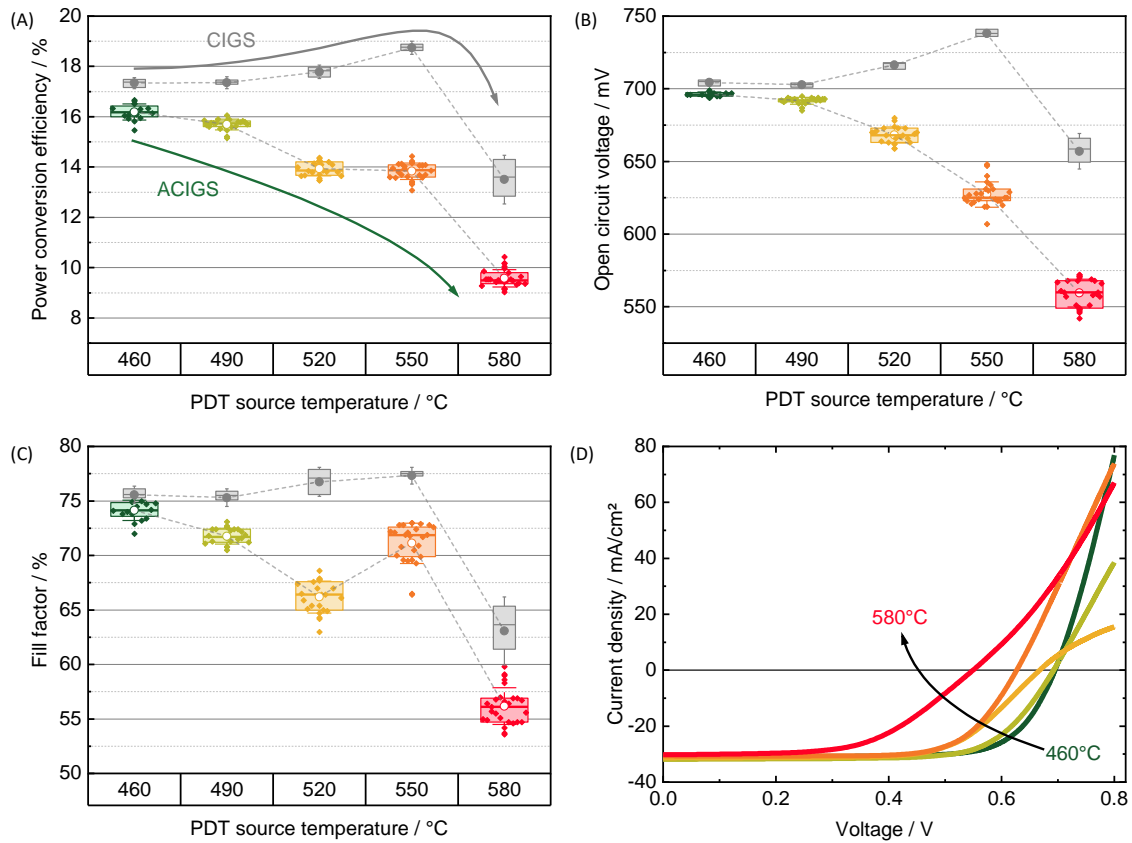 (A)
Power conversion efficiency / %
20
18
16
14
12
10
8
CIGS
ACIGS
460 490 520 550 580
PDT source temperature / °C
(B)
Open circuit voltage / mV
750
700
650
600
550
460 490 520 550 580
PDT source temperature / °C
(C)
Fill factor / %
80
75
70
65
60
55
50
460 490 520 550 580
PDT source temperature / °C
(D)
Current density / mA/cm²
80
60
40
20
0
-20
-40
580°C
460°C
0.0 0.2 0.4 0.6 0.8
Voltage / V